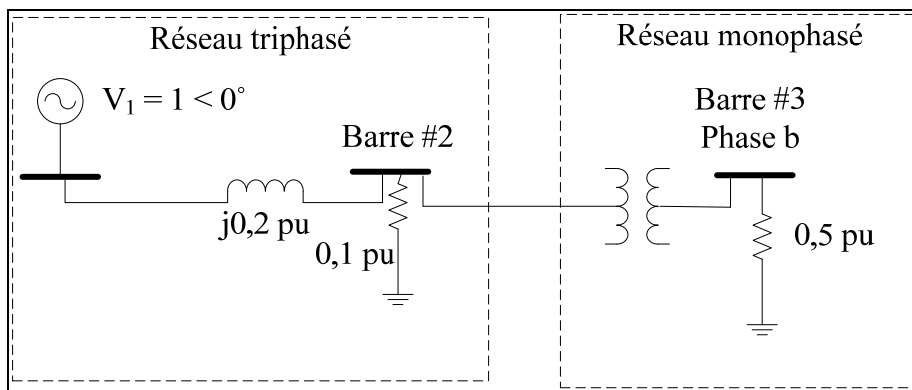 Réseau triphasé
V₁ = 1 < 0°
Barre #2
j0,2 pu
0,1 pu
Réseau monophasé
Barre #3
Phase b
0,5 pu